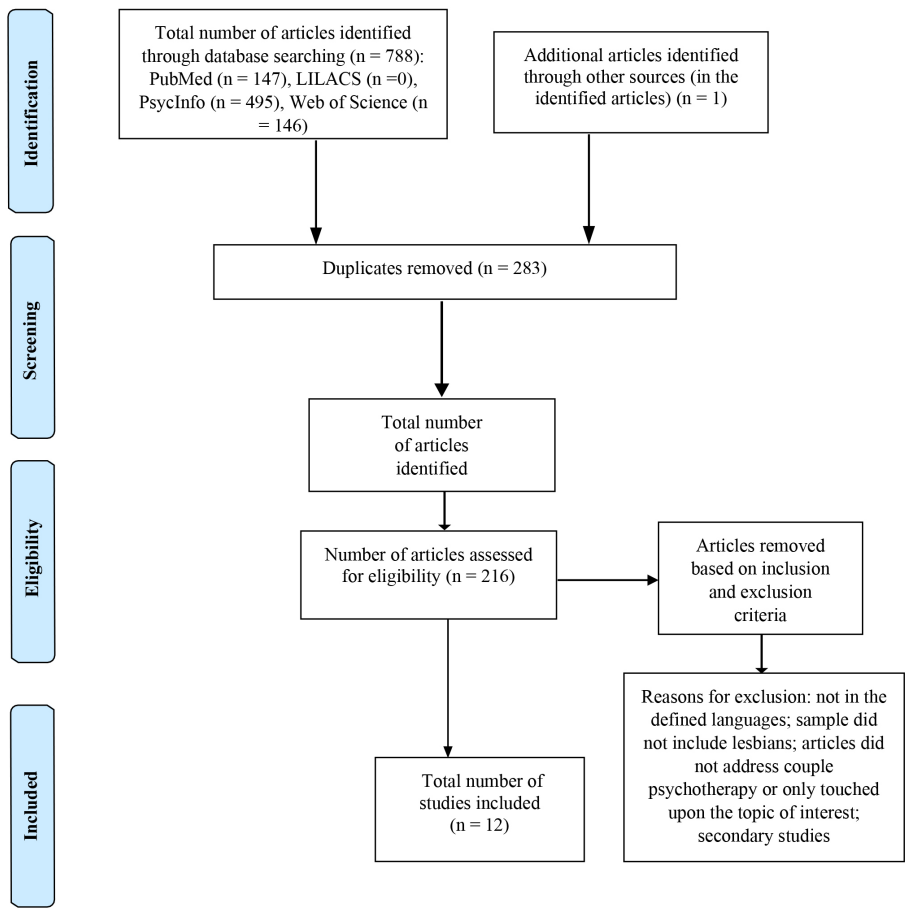 Identification
Total number of articles identified
through database searching (n = 788):
PubMed (n = 147), LILACS (n =0),
PsycInfo (n = 495), Web of Science (n
= 146)
Additional articles identified
through other sources (in the
identified articles) (n = 1)
Screening
Duplicates removed (n = 283)
Total number
of articles
identified
Eligibility
Number of articles assessed
for eligibility (n = 216)
Articles removed
based on inclusion
and exclusion
criteria
Included
Total number of
studies included
(n = 12)
Reasons for exclusion: not in the
defined languages; sample did
not include lesbians; articles did
not address couple
psychotherapy or only touched
upon the topic of interest;
secondary studies